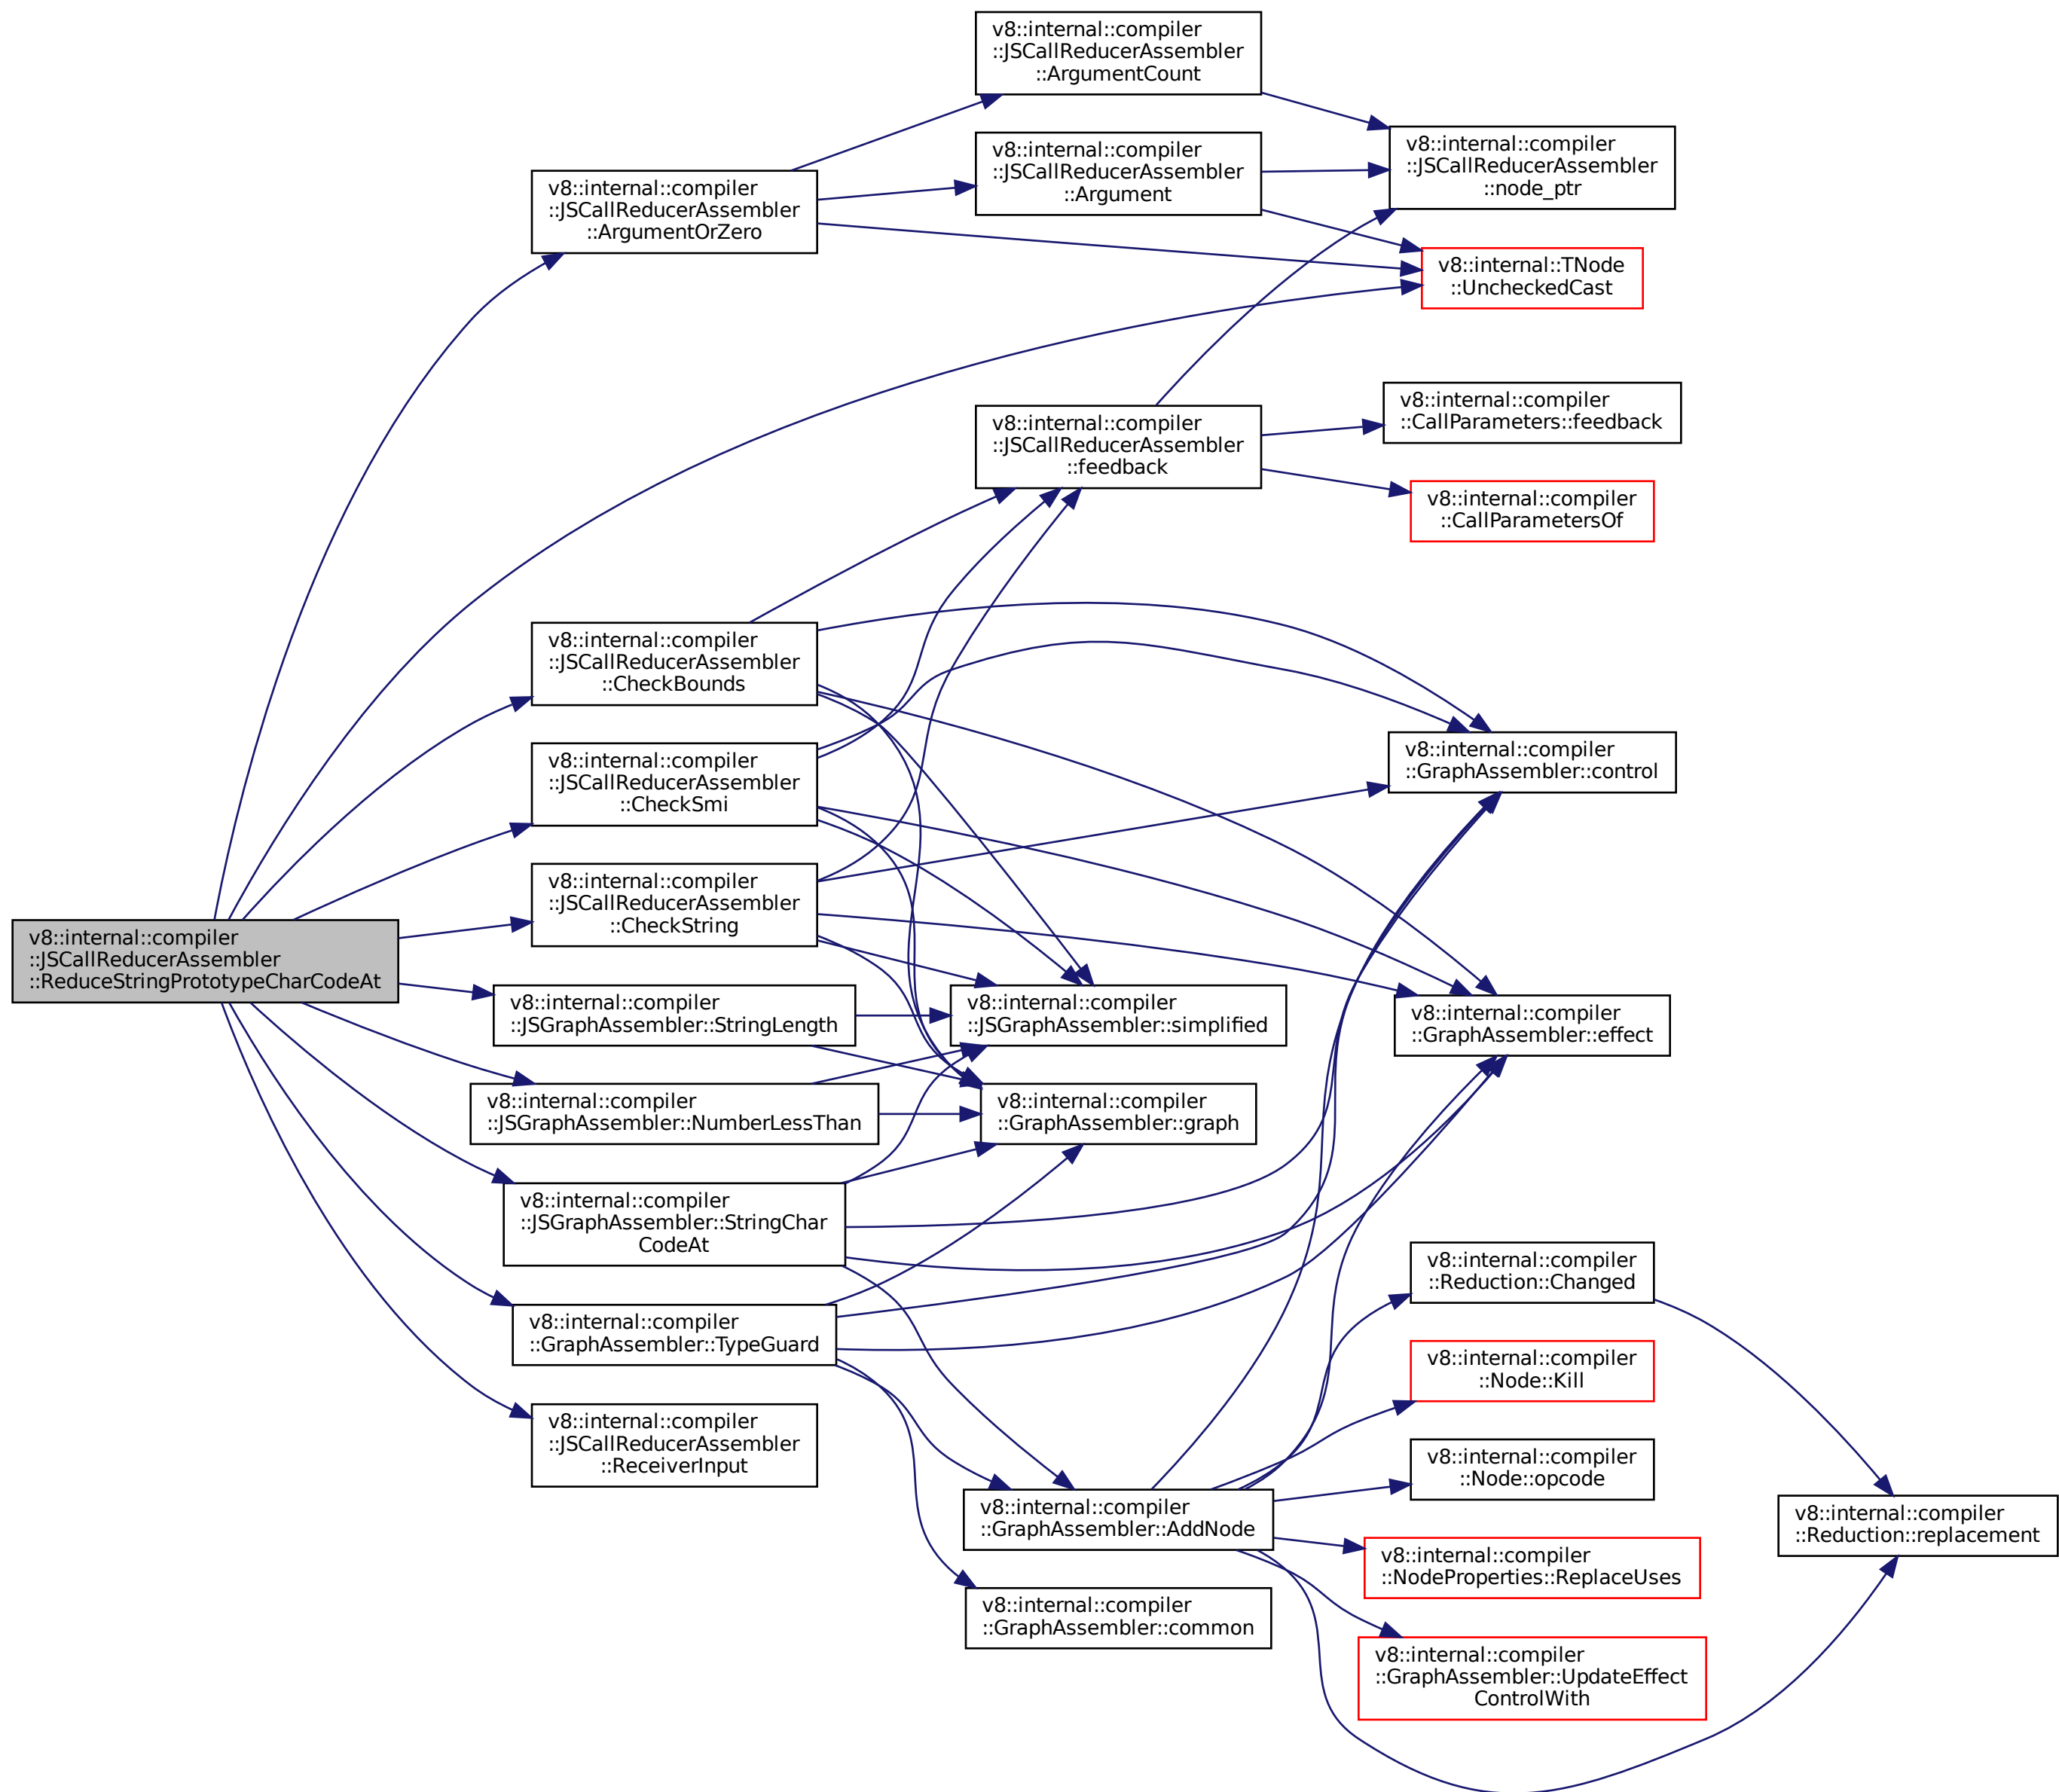 v8::internal::compiler
::JSCallReducerAssembler
::ReduceStringPrototypeCharCodeAt
v8::internal::compiler
::JSCallReducerAssembler
::ArgumentOrZero
v8::internal::compiler
::JSCallReducerAssembler
::CheckBounds
v8::internal::compiler
::JSCallReducerAssembler
::CheckSmi
v8::internal::compiler
::JSCallReducerAssembler
::CheckString
v8::internal::compiler
::JSGraphAssembler::StringLength
v8::internal::compiler
::JSGraphAssembler::NumberLessThan
v8::internal::compiler
::JSGraphAssembler::StringChar
CodeAt
v8::internal::compiler
::GraphAssembler::TypeGuard
v8::internal::compiler
::JSCallReducerAssembler
::ReceiverInput
v8::internal::compiler
::JSCallReducerAssembler
::ArgumentCount
v8::internal::compiler
::JSCallReducerAssembler
::Argument
v8::internal::compiler
::JSCallReducerAssembler
::feedback
v8::internal::compiler
::JSGraphAssembler::simplified
v8::internal::compiler
::GraphAssembler::graph
v8::internal::compiler
::GraphAssembler::AddNode
v8::internal::compiler
::GraphAssembler::common
v8::internal::compiler
::JSCallReducerAssembler
::node_ptr
v8::internal::TNode
::UncheckedCast
v8::internal::compiler
::CallParameters::feedback
v8::internal::compiler
::CallParametersOf
v8::internal::compiler
::GraphAssembler::control
v8::internal::compiler
::GraphAssembler::effect
v8::internal::compiler
::Reduction::Changed
v8::internal::compiler
::Node::Kill
v8::internal::compiler
::Node::opcode
v8::internal::compiler
::NodeProperties::ReplaceUses
v8::internal::compiler
::GraphAssembler::UpdateEffect
ControlWith
v8::internal::compiler
::Reduction::replacement